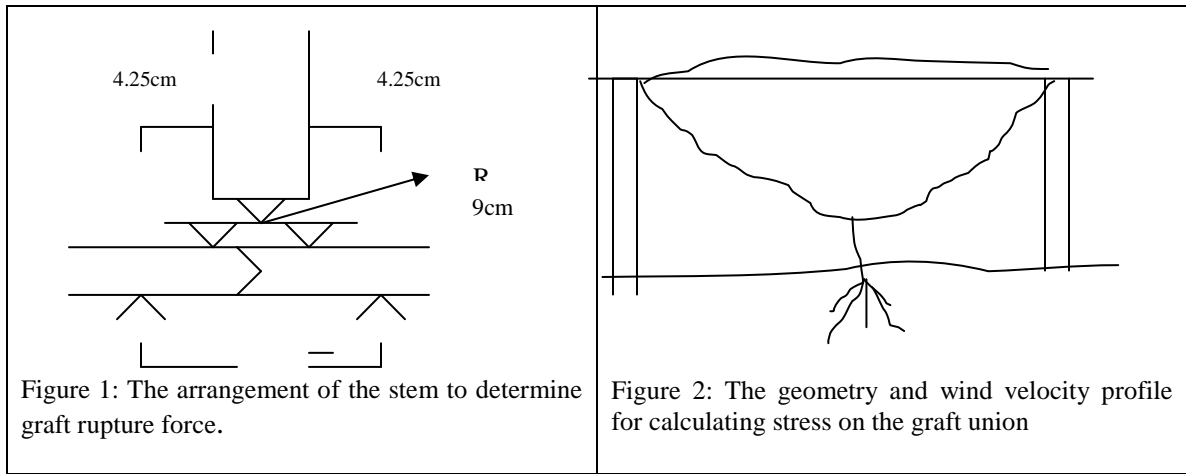 4.25cm 4.25cm
9cm
Figure 1: The arrangement of the stem to determine
graft rupture force.
Figure 2: The geometry and wind velocity profile
for calculating stress on the graft union